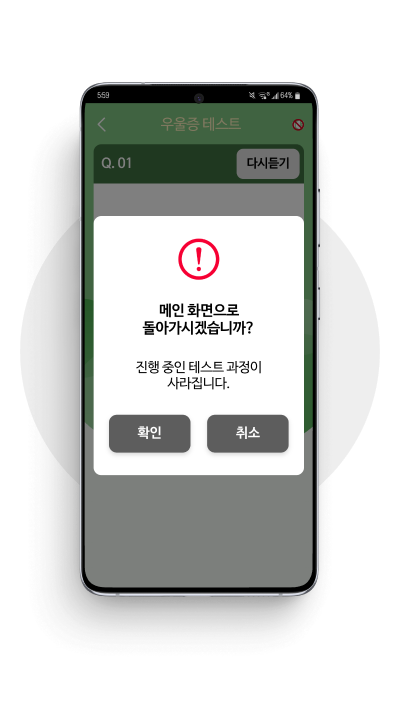 5:59
64%
우울증 테스트
Q. 01
다시듣기
메인 화면으로
돌아가시겠습니까?
진행 중인 테스트 과정이
사라집니다.
확인
취소